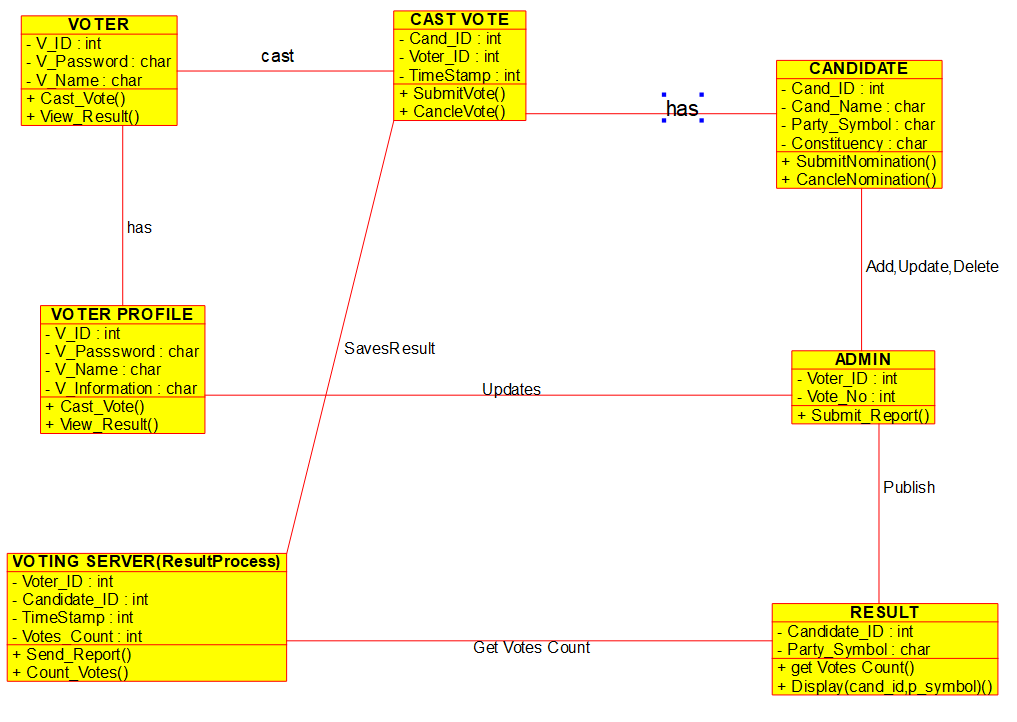 VOTER
- V_ID : int
- V_Password : char
- V_Name : char
+ Cast_Vote()
+ View_Result()
cast
CAST VOTE
- Cand_ID : int
- Voter_ID : int
- TimeStamp : int
+ SubmitVote()
+ CancleVote()
has
CANDIDATE
- Cand_ID : int
- Cand_Name : char
- Party_Symbol : char
- Constituency : char
+ SubmitNomination()
+ CancleNomination()
has
Add,Update,Delete
VOTER PROFILE
- V_ID : int
- V_Passsword : char
- V_Name : char
- V_Information : char
+ Cast_Vote()
+ View_Result()
SavesResult
Updates
ADMIN
- Voter_ID : int
- Vote_No : int
+ Submit_Report()
Publish
VOTING SERVER(ResultProcess)
- Voter_ID : int
- Candidate_ID : int
- TimeStamp : int
- Votes_Count : int
+ Send_Report()
+ Count_Votes()
Get Votes Count
RESULT
- Candidate_ID : int
- Party_Symbol : char
+ get Votes Count()
+ Display(cand_id,p_symbol)()